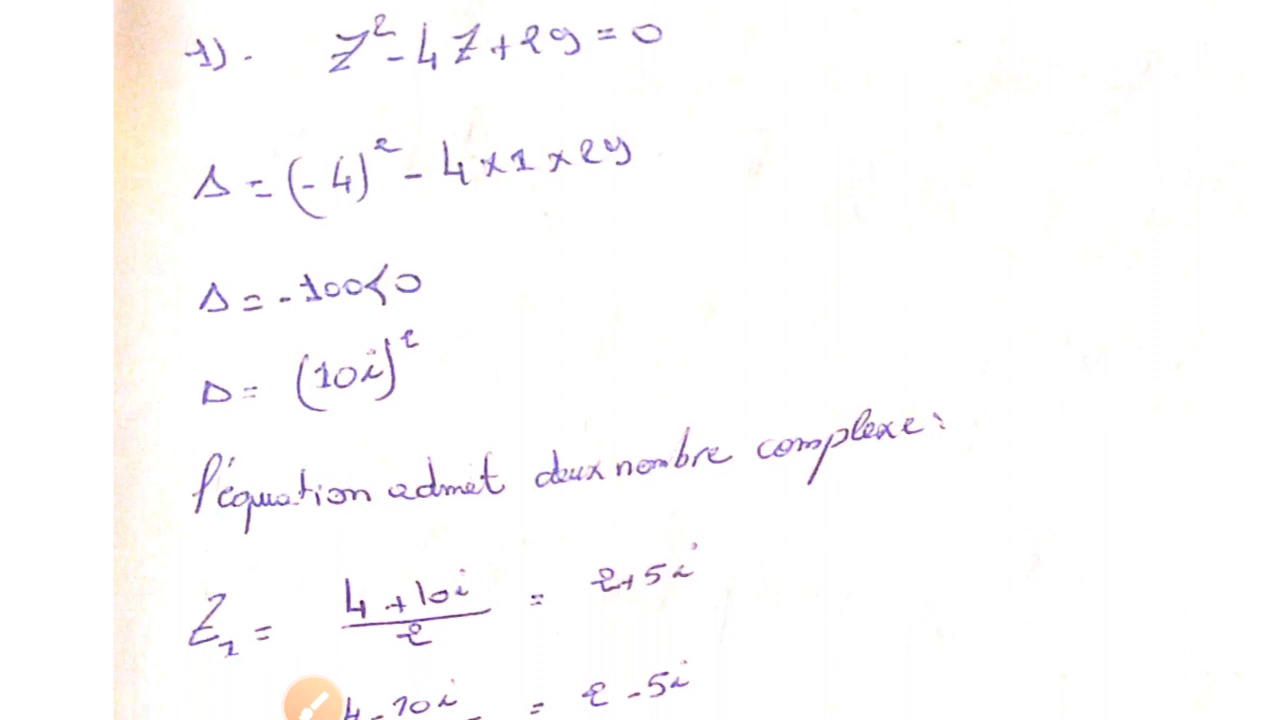 1). Z² - 4Z + 29 = 0
Δ = (-4)² - 4 × 1 × 29
Δ = -100 < 0
Δ = (10i)²
l'équation admet deux nombre complexe :
Z₁ = (4 + 10i)/2 = 2 + 5i
4 - 10i = 2 - 5i